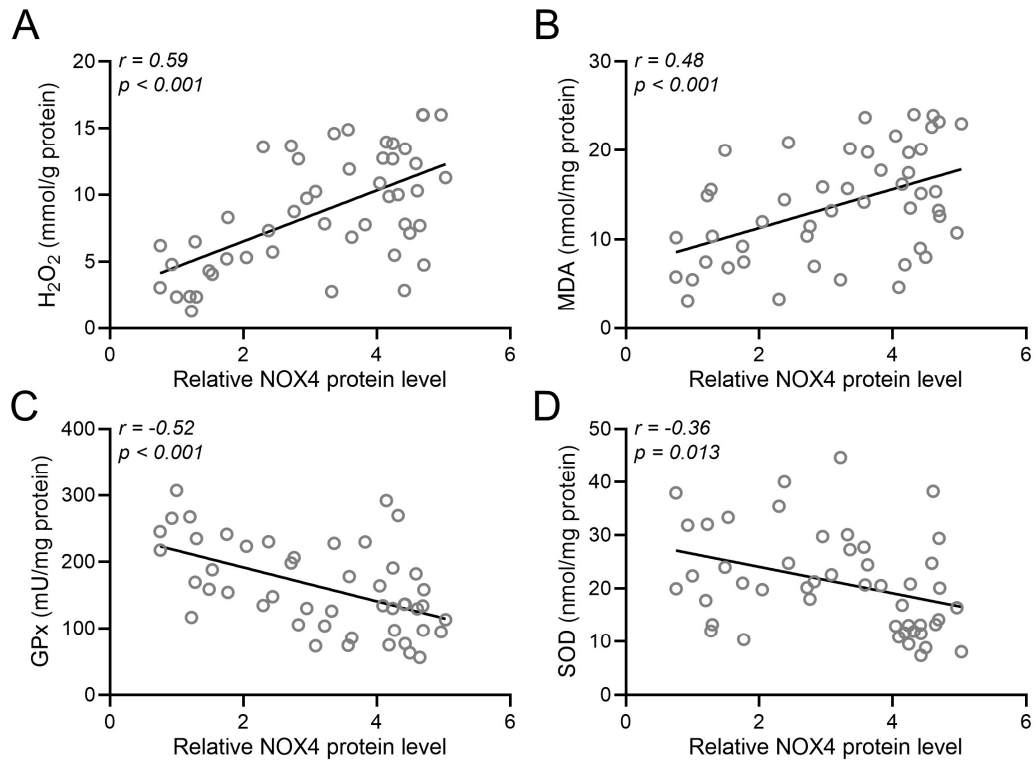 A
r = 0.59
p < 0.001
H₂O₂ (mmol/g protein)
20
15
10
5
0
0 2 4 6
Relative NOX4 protein level
B
r = 0.48
p < 0.001
MDA (nmol/mg protein)
30
20
10
0
0 2 4 6
Relative NOX4 protein level
C
r = -0.52
p < 0.001
GPx (mU/mg protein)
400
300
200
100
0
0 2 4 6
Relative NOX4 protein level
D
r = -0.36
p = 0.013
SOD (nmol/mg protein)
50
40
30
20
10
0
0 2 4 6
Relative NOX4 protein level